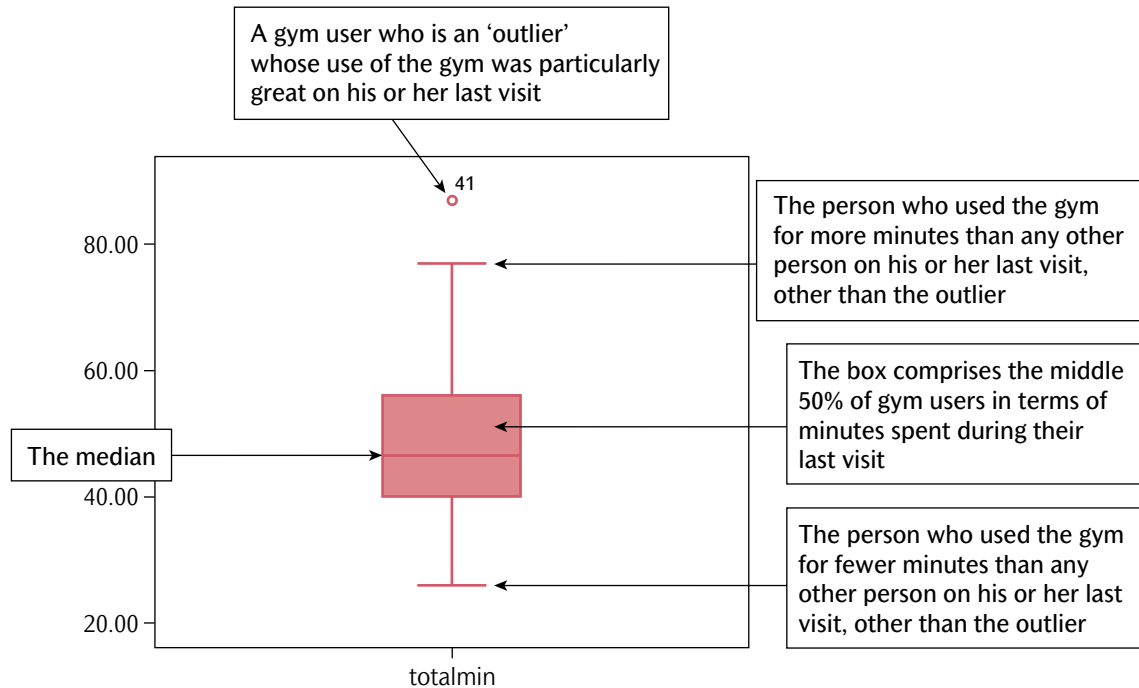 A gym user who is an ‘outlier’
whose use of the gym was particularly
great on his or her last visit
41
80.00
60.00
40.00
20.00
The median
The person who used the gym
for more minutes than any other
person on his or her last visit,
other than the outlier
The box comprises the middle
50% of gym users in terms of
minutes spent during their
last visit
The person who used the gym
for fewer minutes than any
other person on his or her last
visit, other than the outlier
totalmin